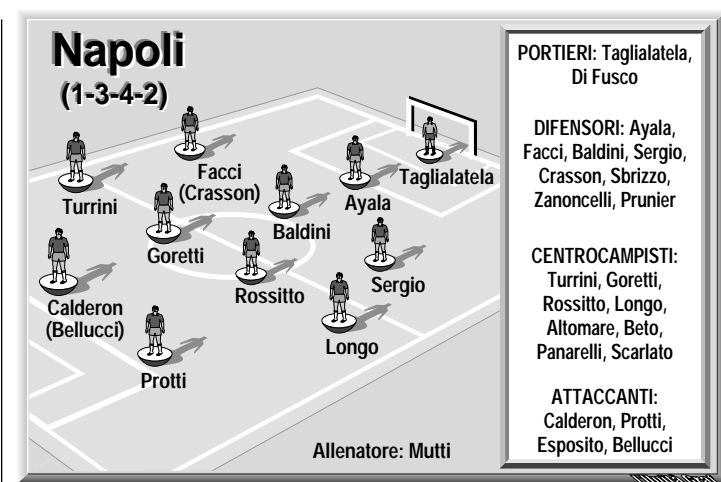 Napoli
(1-3-4-2)
Taglialatela
Facci
(Crasson)
Turrini
Ayala
Baldini
Goretti
Sergio
Rossitto
Calderon
(Bellucci)
Longo
Protti
Allenatore: Mutti
PORTIERI: Taglialatela,
Di Fusco
DIFENSORI: Ayala,
Facci, Baldini, Sergio,
Crasson, Sbrizzo,
Zanoncelli, Prunier
CENTROCAMPISTI:
Turrini, Goretti,
Rossitto, Longo,
Altomare, Beto,
Panarelli, Scarlato
ATTACCANTI:
Calderon, Protti,
Esposito, Bellucci